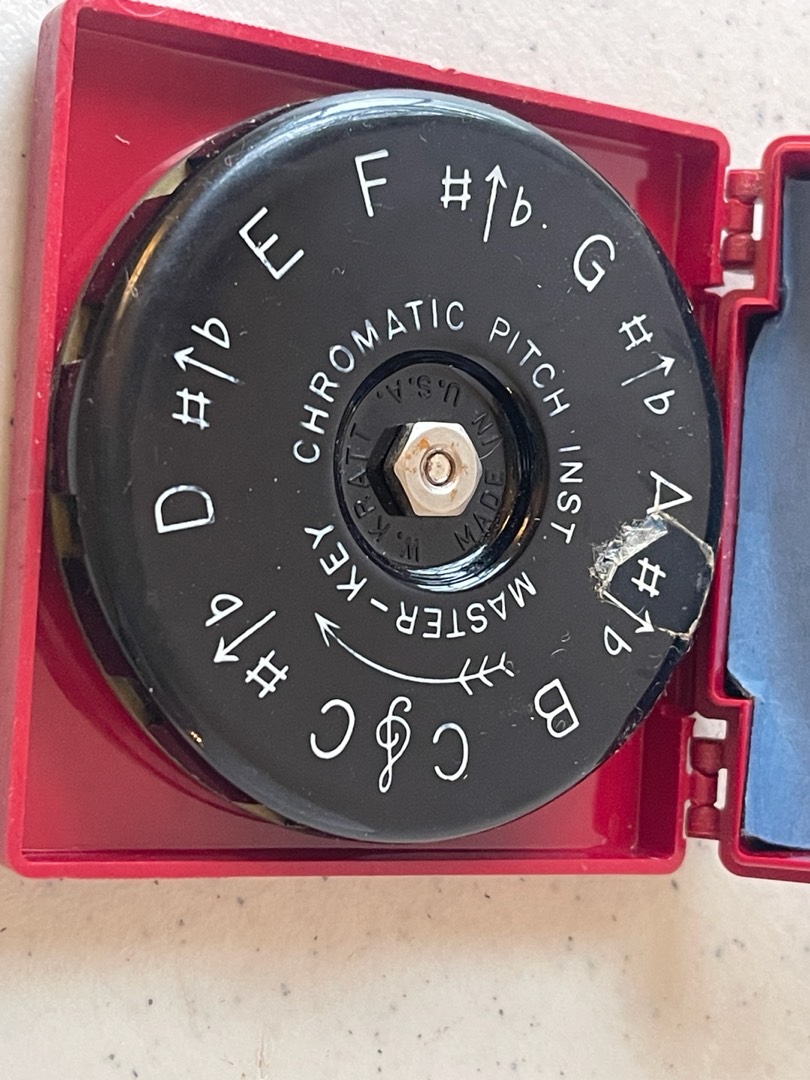 C
#↑b
D
#↑b
E
F
#↑b
G
#↑b
A
#↑b
B
C
MASTER-KEY
CHROMATIC PITCH INST.
W. KRATT
MADE IN U.S.A.